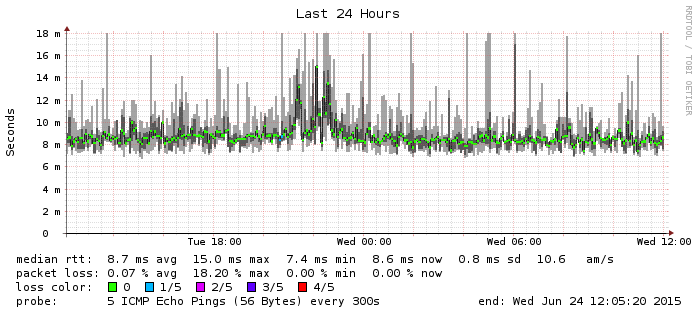 Last 24 Hours
RRDTOOL / TOBI OETIKER
Seconds
18 m
16 m
14 m
12 m
10 m
8 m
6 m
4 m
2 m
0
Tue 18:00 Wed 00:00 Wed 06:00 Wed 12:00
median rtt: 8.7 ms avg 15.0 ms max 7.4 ms min 8.6 ms now 0.8 ms sd 10.6 am/s
packet loss: 0.07 % avg 18.20 % max 0.00 % min 0.00 % now
loss color: 0 1/5 2/5 3/5 4/5
probe: 5 ICMP Echo Pings (56 Bytes) every 300s end: Wed Jun 24 12:05:20 2015